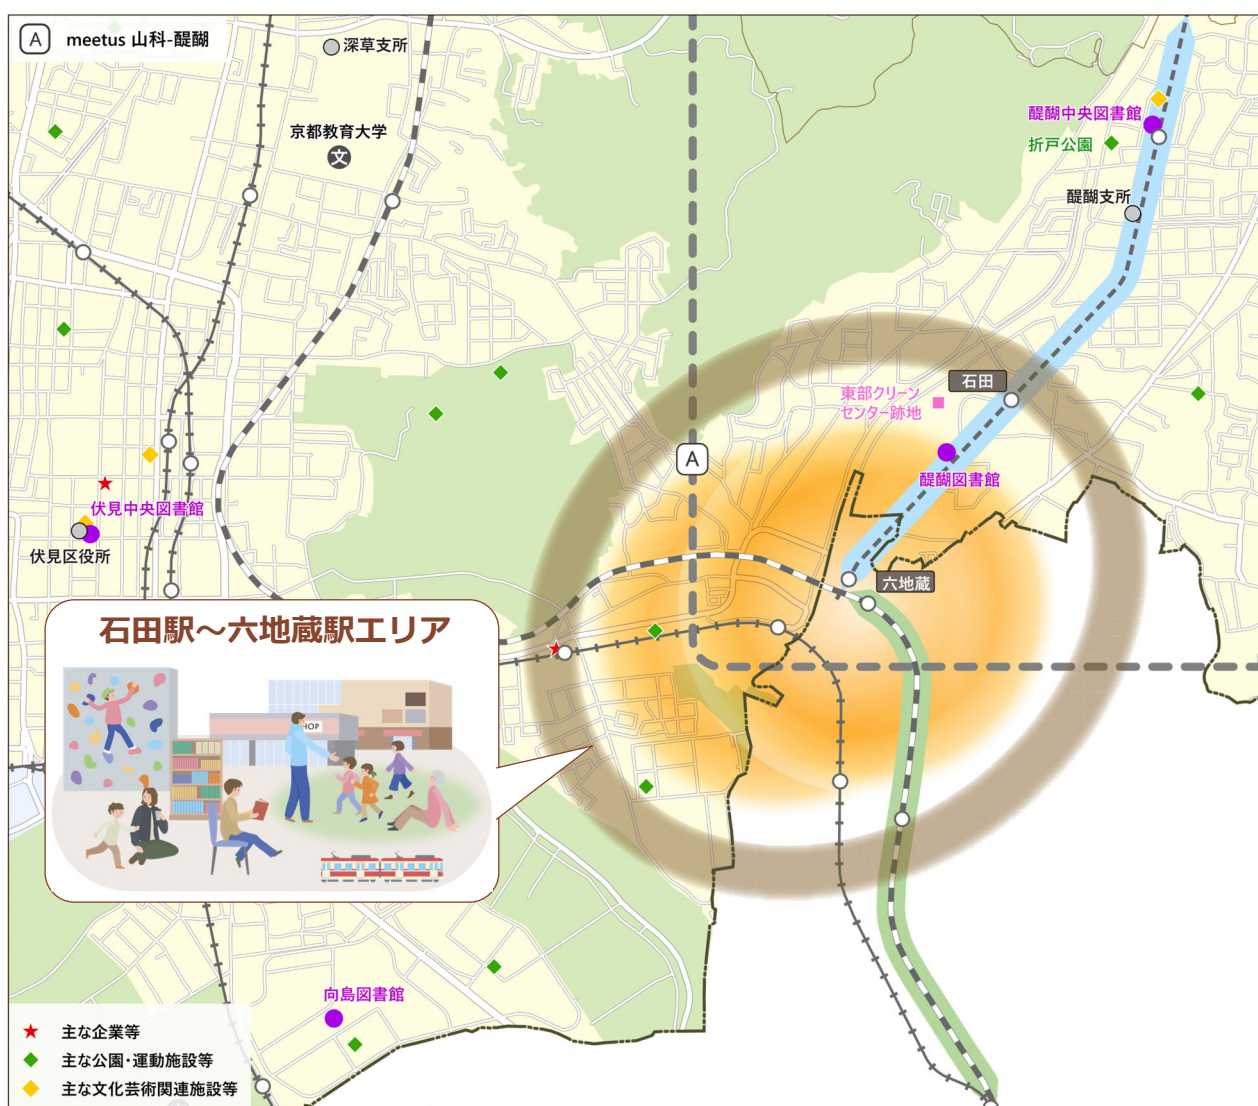 A meetus 山科-醍醐
深草支所
京都教育大学
文
醍醐中央図書館
折戸公園
醍醐支所
石田
東部クリーン
センター跡地
A
醍醐図書館
伏見中央図書館
伏見区役所
六地蔵
石田駅～六地蔵駅エリア
HOP
向島図書館
主な企業等
主な公園・運動施設等
主な文化芸術関連施設等